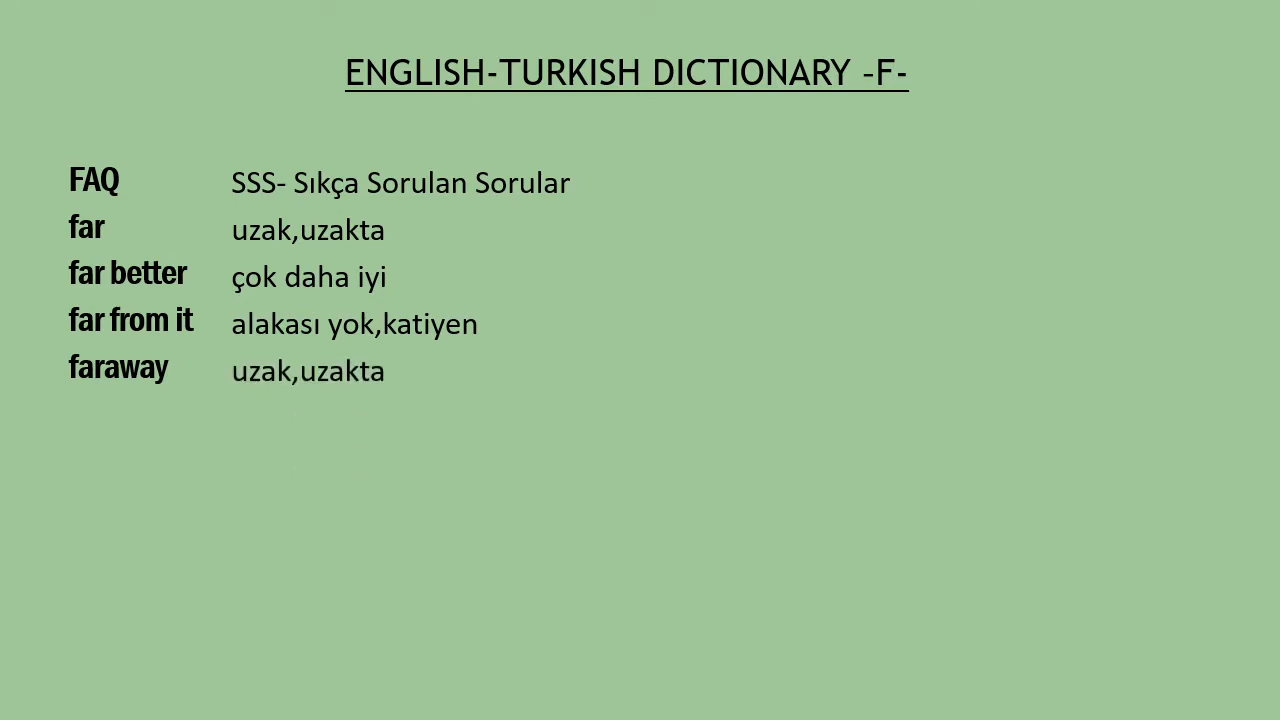 ENGLISH-TURKISH DICTIONARY –F-
FAQ SSS- Sıkça Sorulan Sorular
far uzak,uzakta
far better çok daha iyi
far from it alakası yok,katiyen
faraway uzak,uzakta